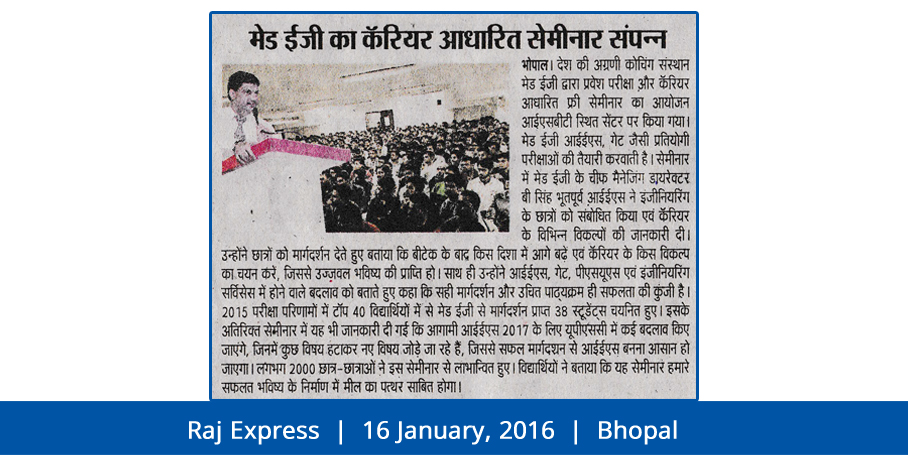 मेड ईजी का कॅरियर आधारित सेमीनार संपन्न
भोपाल। देश की अग्रणी कोचिंग संस्थान
मेड ईजी द्वारा प्रवेश परीक्षा और कॅरियर
आधारित फ्री सेमीनार का आयोजन
आईएसबीटी स्थित सेंटर पर किया गया।
मेड ईजी आईईएस, गेट जैसी प्रतियोगी
परीक्षाओं की तैयारी करवाती है। सेमीनार
में मेड ईजी के चीफ मैनेजिंग डायरेक्टर
बी सिंह भूतपूर्व आईईएस ने इंजीनियरिंग
के छात्रों को संबोधित किया एवं कॅरियर
के विभिन्न विकल्पों की जानकारी दी।
उन्होंने छात्रों को मार्गदर्शन देते हुए बताया कि बीटेक के बाद किस दिशा में आगे बढ़ें एवं कॅरियर के किस विकल्प
का चयन करें, जिससे उज्जवल भविष्य की प्राप्ति हो। साथ ही उन्होंने आईईएस, गेट, पीएसयूएस एवं इंजीनियरिंग
सर्विसेस में होने वाले बदलाव को बताते हुए कहा कि सही मार्गदर्शन और उचित पाठ्यक्रम ही सफलता की कुंजी है।
2015 परीक्षा परिणामों में टॉप 40 विद्यार्थियों में से मेड ईजी से मार्गदर्शन प्राप्त 38 स्टूडेंट्स चयनित हुए। इसके
अतिरिक्त सेमीनार में यह भी जानकारी दी गई कि आगामी आईईएस 2017 के लिए यूपीएससी में कई बदलाव किए
जाएंगे, जिनमें कुछ विषय हटाकर नए विषय जोड़े जा रहे हैं, जिससे सफल मार्गदशन से आईईएस बनना आसान हो
जाएगा। लगभग 2000 छात्र-छात्राओं ने इस सेमीनार से लाभान्वित हुए। विद्यार्थियों ने बताया कि यह सेमीनार हमारे
सफलत भविष्य के निर्माण में मील का पत्थर साबित होगा।
Raj Express | 16 January, 2016 | Bhopal